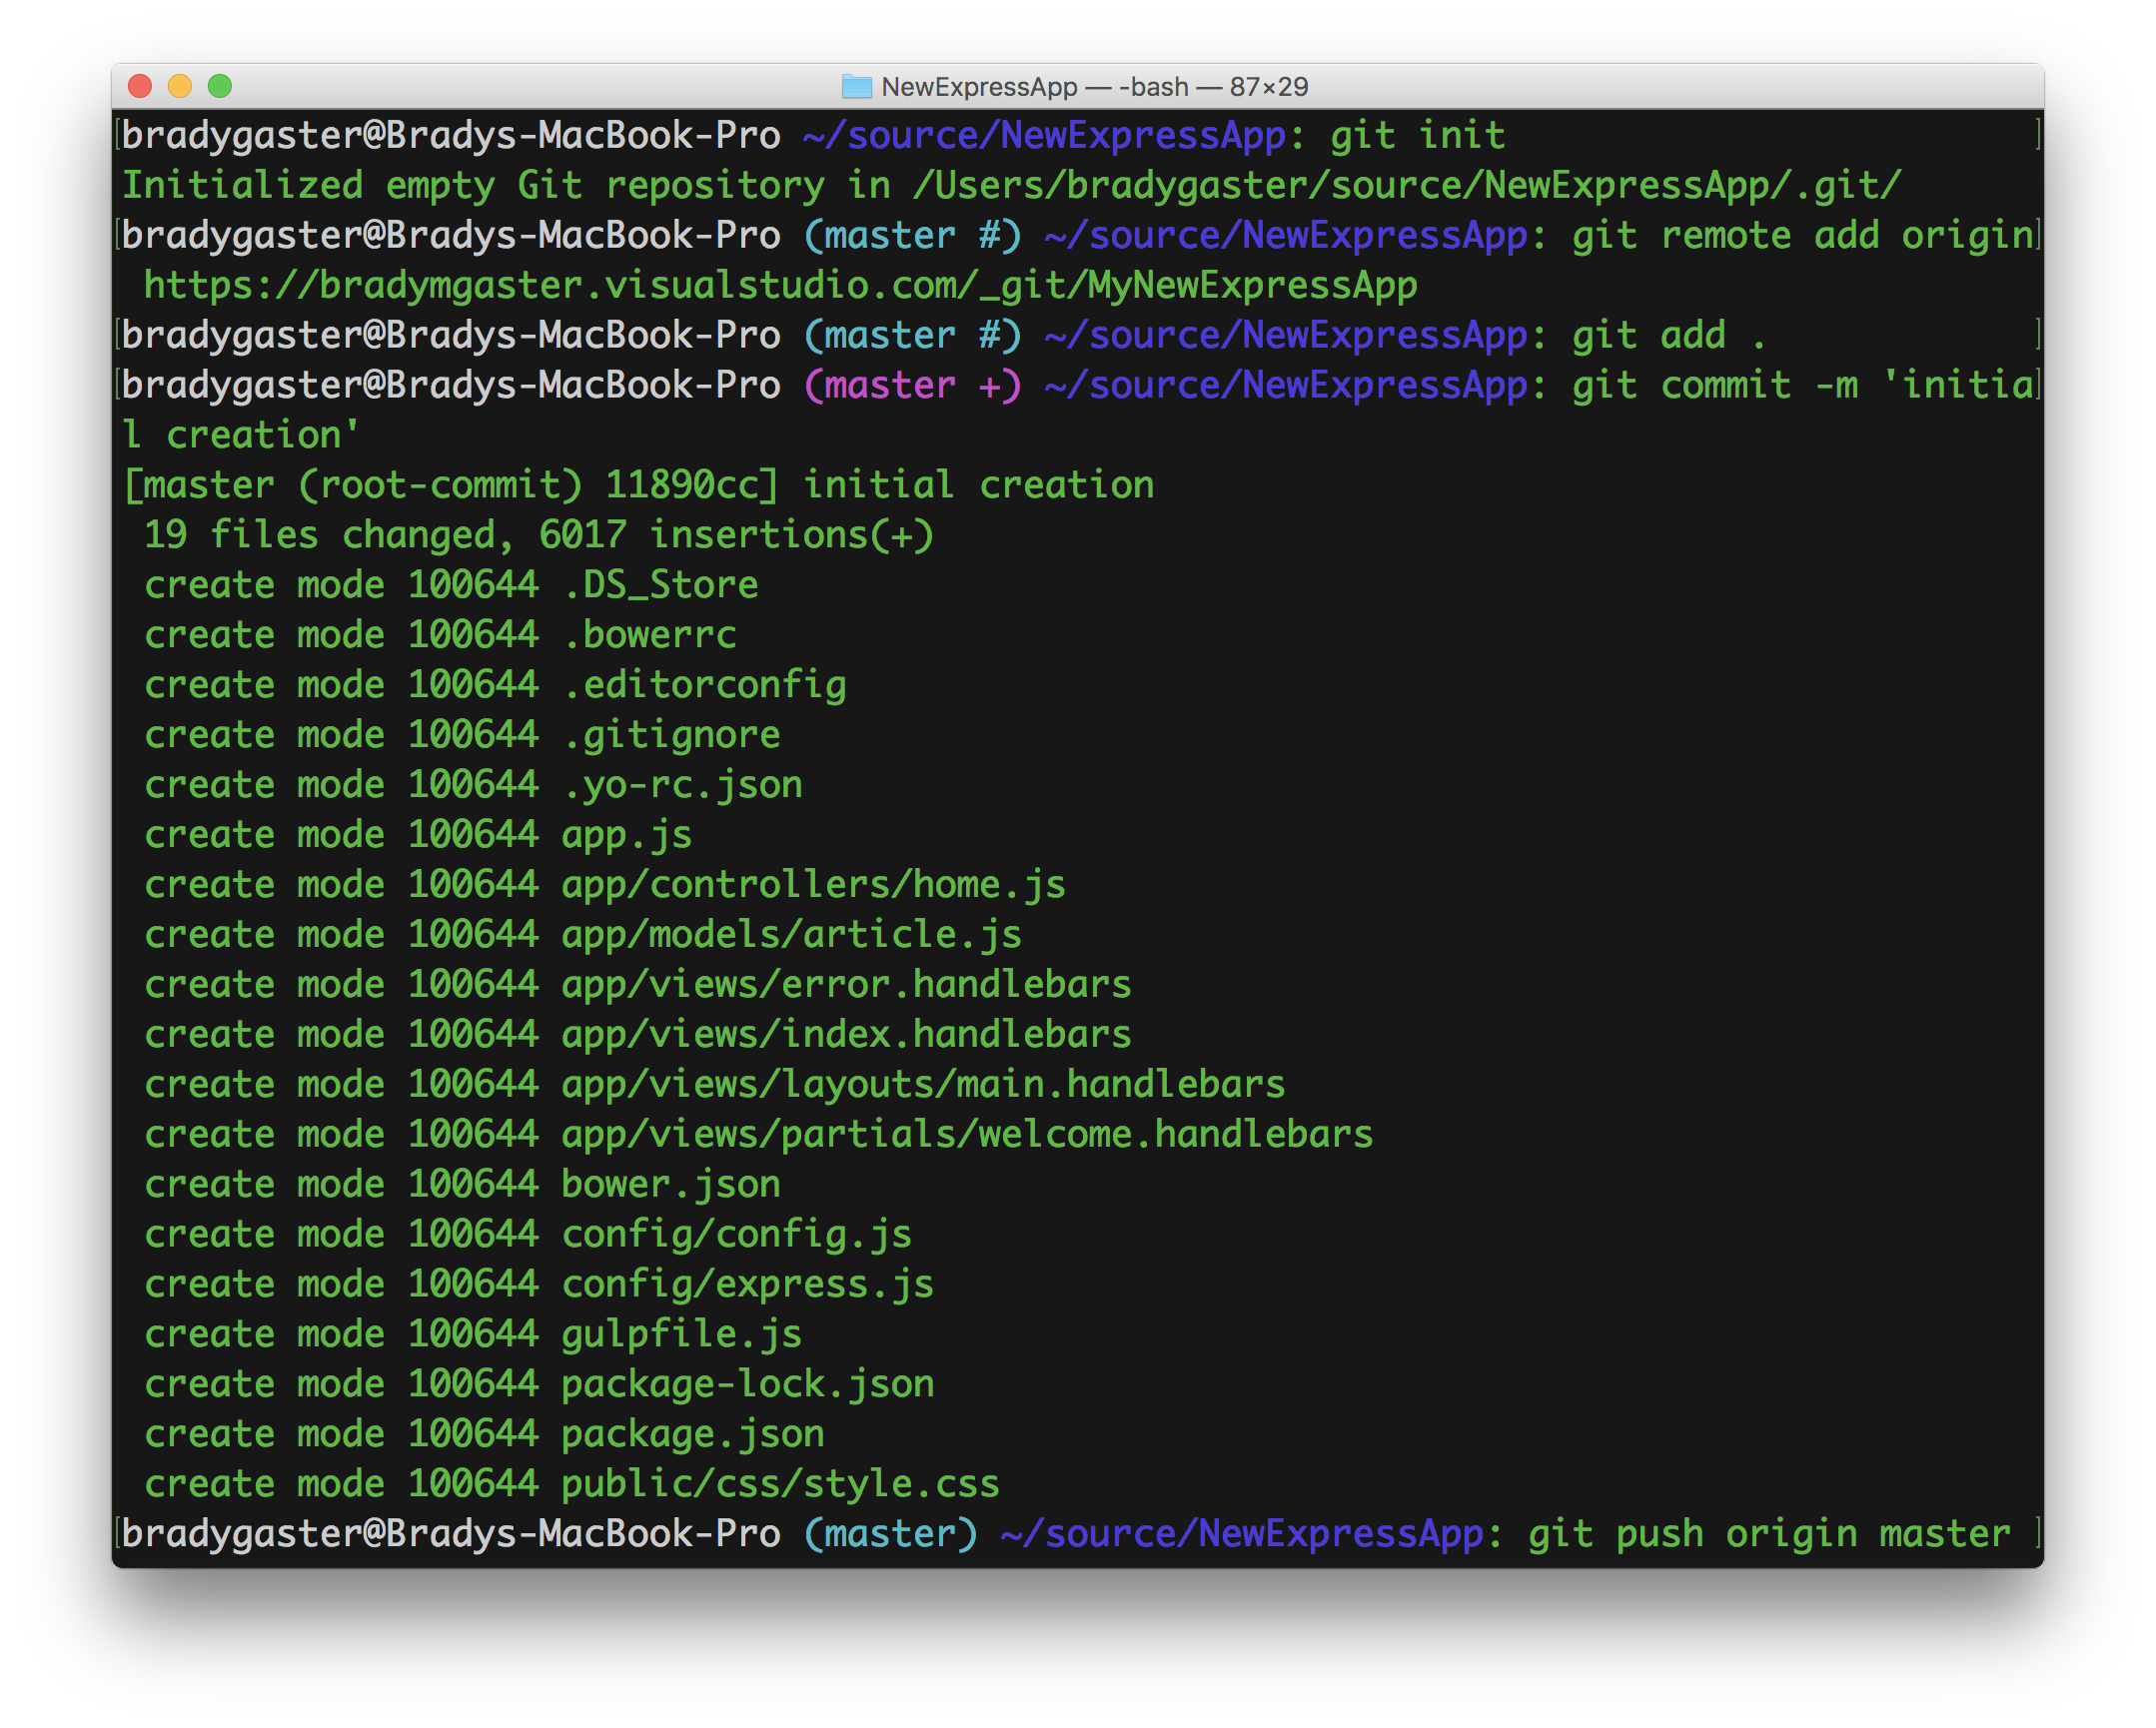 NewExpressApp — -bash — 87×29
[bradygaster@Bradys-MacBook-Pro ~/source/NewExpressApp: git init ]
Initialized empty Git repository in /Users/bradygaster/source/NewExpressApp/.git/
[bradygaster@Bradys-MacBook-Pro (master #) ~/source/NewExpressApp: git remote add origin]
 https://bradymgaster.visualstudio.com/_git/MyNewExpressApp
[bradygaster@Bradys-MacBook-Pro (master #) ~/source/NewExpressApp: git add . ]
[bradygaster@Bradys-MacBook-Pro (master +) ~/source/NewExpressApp: git commit -m 'initia]
l creation'
[master (root-commit) 11890cc] initial creation
 19 files changed, 6017 insertions(+)
 create mode 100644 .DS_Store
 create mode 100644 .bowerrc
 create mode 100644 .editorconfig
 create mode 100644 .gitignore
 create mode 100644 .yo-rc.json
 create mode 100644 app.js
 create mode 100644 app/controllers/home.js
 create mode 100644 app/models/article.js
 create mode 100644 app/views/error.handlebars
 create mode 100644 app/views/index.handlebars
 create mode 100644 app/views/layouts/main.handlebars
 create mode 100644 app/views/partials/welcome.handlebars
 create mode 100644 bower.json
 create mode 100644 config/config.js
 create mode 100644 config/express.js
 create mode 100644 gulpfile.js
 create mode 100644 package-lock.json
 create mode 100644 package.json
 create mode 100644 public/css/style.css
[bradygaster@Bradys-MacBook-Pro (master) ~/source/NewExpressApp: git push origin master ]